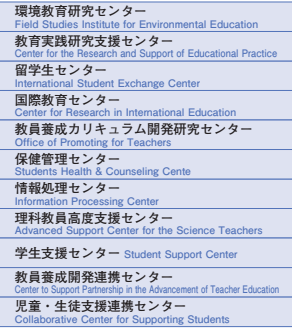 環境教育研究センター
Field Studies Institute for Environmental Education
教育実践研究支援センター
Center for the Research and Support of Educational Practice
留学生センター
International Student Exchange Center
国際教育センター
Center for Research in International Education
教員養成カリキュラム開発研究センター
Office of Promoting for Teachers
保健管理センター
Students Health & Counseling Cente
情報処理センター
Information Processing Center
理科教員高度支援センター
Advanced Support Center for the Science Teachers
学生支援センター Student Support Center
教員養成開発連携センター
Center to Support Partnership in the Advancement of Teacher Education
児童・生徒支援連携センター
Collaborative Center for Supporting Students